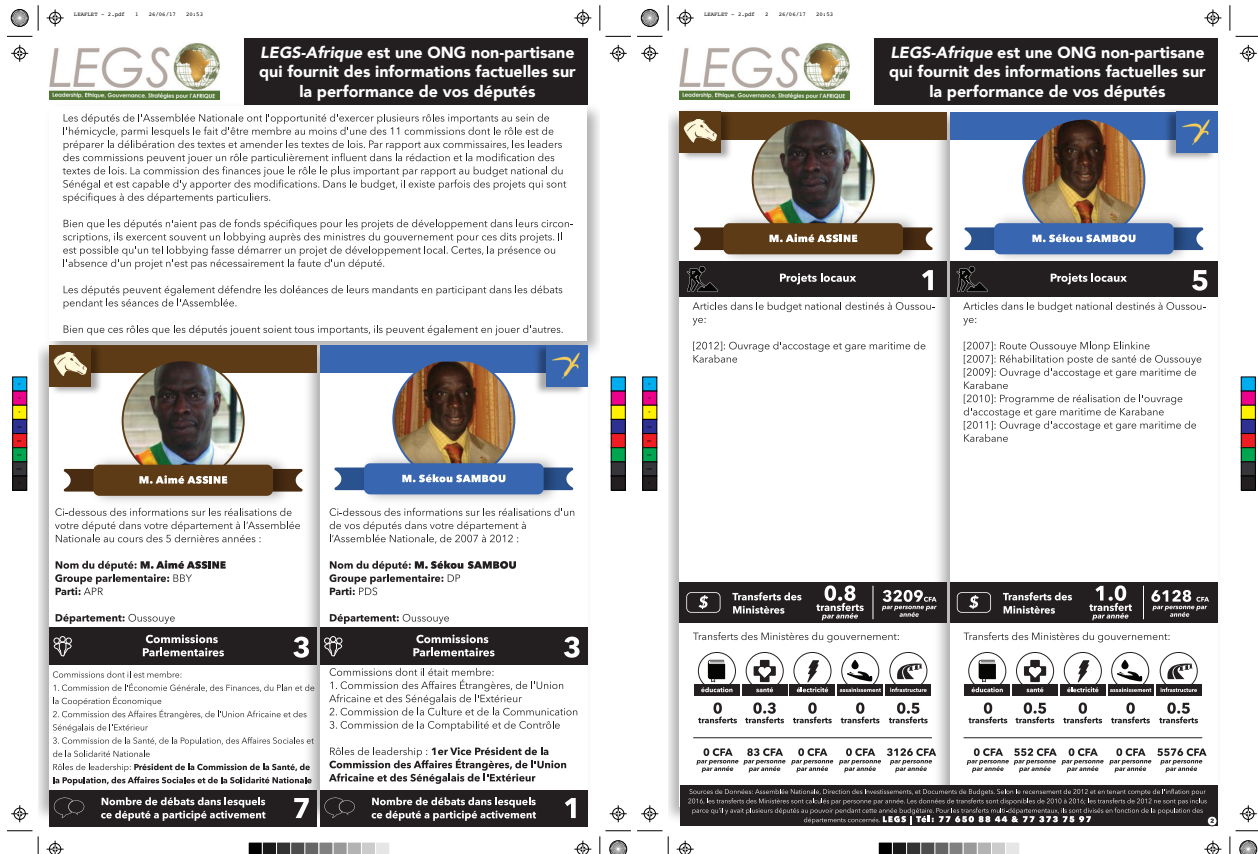 LEAFLET - 2.pdf 1 26/06/17 20:53
LEGS
Leadership, Ethique, Gouvernance, Stratégies pour l'AFRIQUE
LEGS-Afrique est une ONG non-partisane
qui fournit des informations factuelles sur
la performance de vos députés
Les députés de l'Assemblée Nationale ont l'opportunité d'exercer plusieurs rôles importants au sein de
l'hémicycle, parmi lesquels le fait d'être membre au moins d'une des 11 commissions dont le rôle est de
préparer la délibération des textes et amender les textes de lois. Par rapport aux commissaires, les leaders
des commissions peuvent jouer un rôle particulièrement influent dans la rédaction et la modification des
textes de lois. La commission des finances joue le rôle le plus important par rapport au budget national du
Sénégal et est capable d'y apporter des modifications. Dans le budget, il existe parfois des projets qui sont
spécifiques à des départements particuliers.
Bien que les députés n'aient pas de fonds spécifiques pour les projets de développement dans leurs circon-
scriptions, ils exercent souvent un lobbying auprès des ministres du gouvernement pour ces dits projets. Il
est possible qu'un tel lobbying fasse démarrer un projet de développement local. Certes, la présence ou
l'absence d'un projet n'est pas nécessairement la faute d'un député.
Les députés peuvent également défendre les doléances de leurs mandants en participant dans les débats
pendant les séances de l'Assemblée.
Bien que ces rôles que les députés jouent soient tous importants, ils peuvent également en jouer d'autres.
M. Aimé ASSINE
Ci-dessous des informations sur les réalisations de
votre député dans votre département à l'Assemblée
Nationale au cours des 5 dernières années :
Nom du député: M. Aimé ASSINE
Groupe parlementaire: BBY
Parti: APR
Département: Oussouye
Commissions
Parlementaires 3
Commissions dont il est membre:
1. Commission de l'Économie Générale, des Finances, du Plan et de
la Coopération Économique
2. Commission des Affaires Étrangères, de l'Union Africaine et des
Sénégalais de l'Extérieur
3. Commission de la Santé, de la Population, des Affaires Sociales et
de la Solidarité Nationale
Rôles de leadership: Président de la Commission de la Santé, de
la Population, des Affaires Sociales et de la Solidarité Nationale
Nombre de débats dans lesquels
ce député a participé activement 7
M. Sékou SAMBOU
Ci-dessous des informations sur les réalisations d'un
de vos députés dans votre département à
l'Assemblée Nationale, de 2007 à 2012 :
Nom du député: M. Sékou SAMBOU
Groupe parlementaire: DP
Parti: PDS
Département: Oussouye
Commissions
Parlementaires 3
Commissions dont il était membre:
1. Commission des Affaires Étrangères, de l'Union
Africaine et des Sénégalais de l'Extérieur
2. Commission de la Culture et de la Communication
3. Commission de la Comptabilité et de Contrôle
Rôles de leadership : 1er Vice Président de la
Commission des Affaires Étrangères, de l'Union
Africaine et des Sénégalais de l'Extérieur
Nombre de débats dans lesquels
ce député a participé activement 1
LEAFLET - 2.pdf 2 26/06/17 20:53
LEGS
Leadership, Ethique, Gouvernance, Stratégies pour l'AFRIQUE
LEGS-Afrique est une ONG non-partisane
qui fournit des informations factuelles sur
la performance de vos députés
M. Aimé ASSINE
Projets locaux 1
Articles dans le budget national destinés à Oussou-
ye:
[2012]: Ouvrage d'accostage et gare maritime de
Karabane
$ Transferts des
Ministères
0.8
transferts
par année
3209 CFA
par personne par
année
Transferts des Ministères du gouvernement:
éducation santé électricité assainissement infrastructure
0 0.3 0 0 0.5
transferts transferts transferts transferts transferts
0 CFA 83 CFA 0 CFA 0 CFA 3126 CFA
par personne par personne par personne par personne par personne
par année par année par année par année par année
M. Sékou SAMBOU
Projets locaux 5
Articles dans le budget national destinés à Oussou-
ye:
[2007]: Route Oussouye Mlonp Elinkine
[2007]: Réhabilitation poste de santé de Oussouye
[2009]: Ouvrage d'accostage et gare maritime de
Karabane
[2010]: Programme de réalisation de l'ouvrage
d'accostage et gare maritime de Karabane
[2011]: Ouvrage d'accostage et gare maritime de
Karabane
$ Transferts des
Ministères
1.0
transfert
par année
6128 CFA
par personne par
année
Transferts des Ministères du gouvernement:
éducation santé électricité assainissement infrastructure
0 0.5 0 0 0.5
transferts transferts transferts transferts transferts
0 CFA 552 CFA 0 CFA 0 CFA 5576 CFA
par personne par personne par personne par personne par personne
par année par année par année par année par année
Sources de Données: Assemblée Nationale, Direction des Investissements, et Documents de Budgets. Selon le recensement de 2012 et en tenant compte de l'inflation pour
2016, les transferts des Ministères sont calculés par personne par année. Les données de transferts sont disponibles de 2010 à 2016; les transferts de 2012 ne sont pas inclus
parce qu'il y avait plusieurs députés au pouvoir pendant cette année budgétaire. Pour les transferts multi-départementaux, ils sont divisés en fonction de la population des
départements concernés. LEGS | Tél: 77 650 88 44 & 77 373 75 97
2